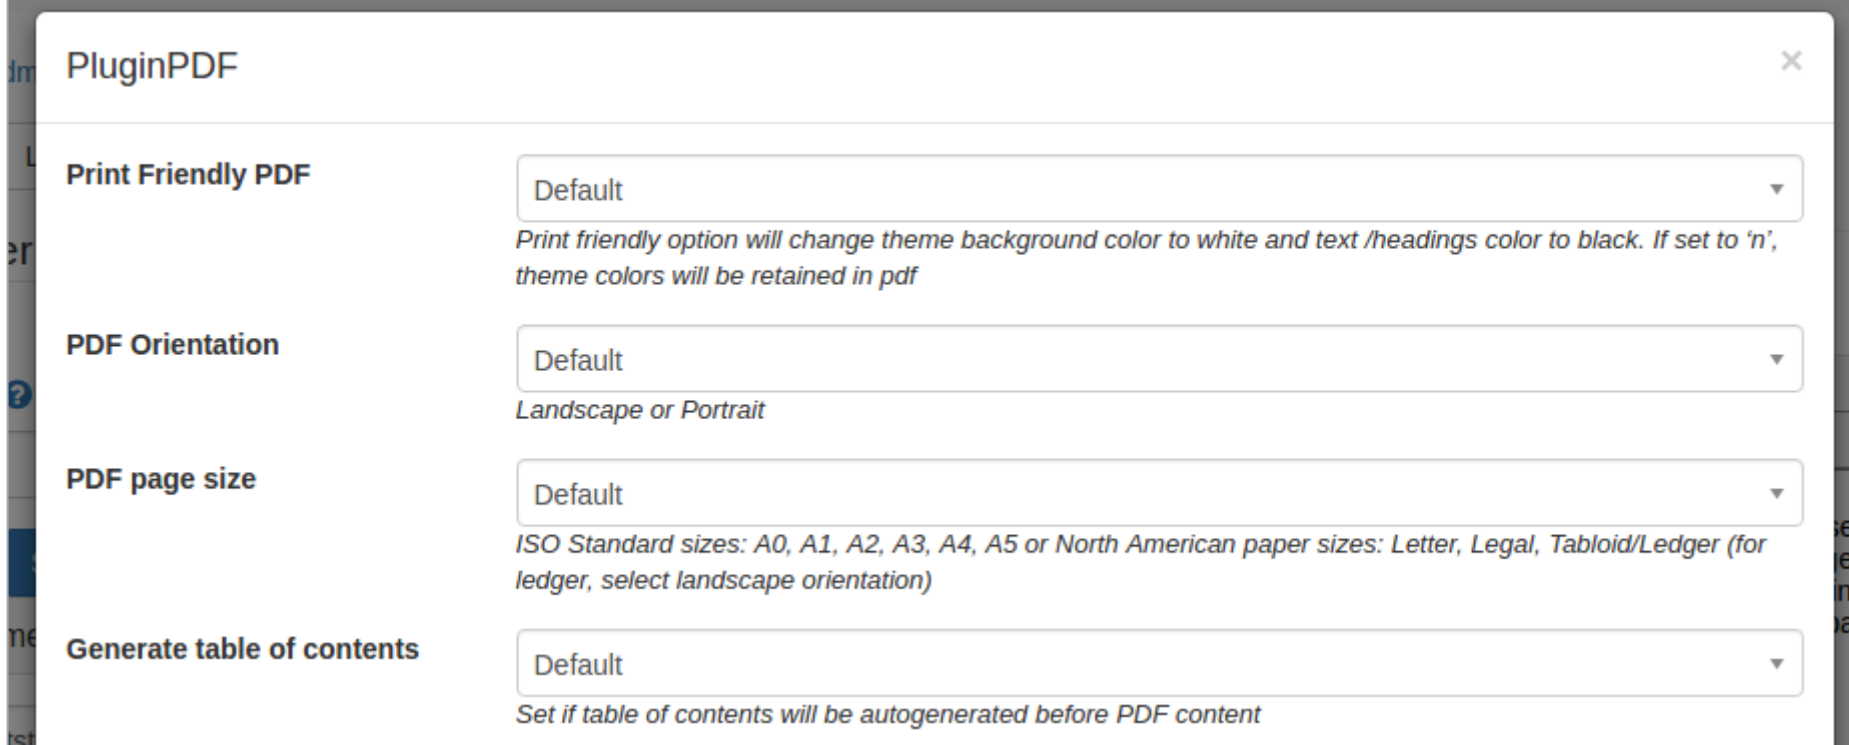 PluginPDF
×
Print Friendly PDF
Default
Print friendly option will change theme background color to white and text /headings color to black. If set to ‘n’,
theme colors will be retained in pdf
PDF Orientation
Default
Landscape or Portrait
PDF page size
Default
ISO Standard sizes: A0, A1, A2, A3, A4, A5 or North American paper sizes: Letter, Legal, Tabloid/Ledger (for
ledger, select landscape orientation)
Generate table of contents
Default
Set if table of contents will be autogenerated before PDF content